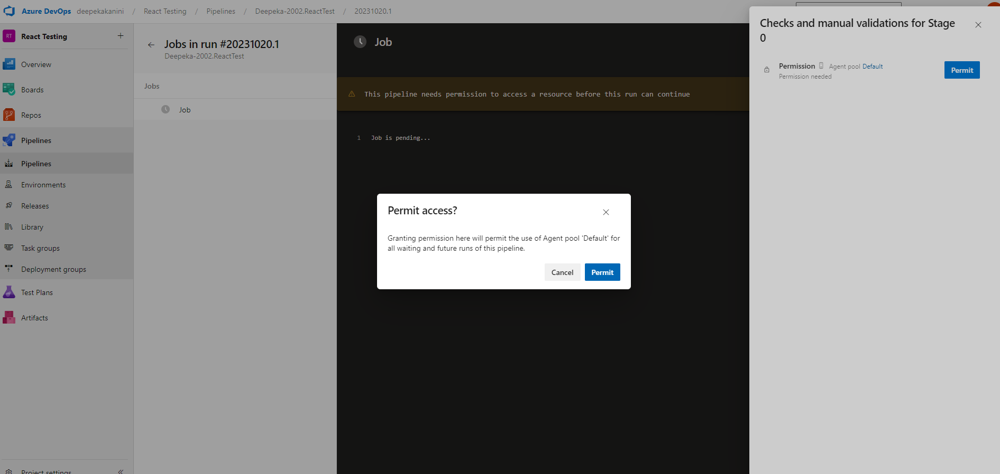 Azure DevOps deepekakanini / React Testing / Pipelines / Deepeka-2002.ReactTest / 20231020.1
RT React Testing +
Overview
Boards
Repos
Pipelines
Pipelines
Environments
Releases
Library
Task groups
Deployment groups
Test Plans
Artifacts
Project settings
Jobs in run #20231020.1
Deepeka-2002.ReactTest
Jobs
Job
Job
This pipeline needs permission to access a resource before this run can continue
1 Job is pending...
Permit access?
Granting permission here will permit the use of Agent pool 'Default' for
all waiting and future runs of this pipeline.
Cancel Permit
Checks and manual validations for Stage
0
Permission Agent pool Default
Permission needed
Permit